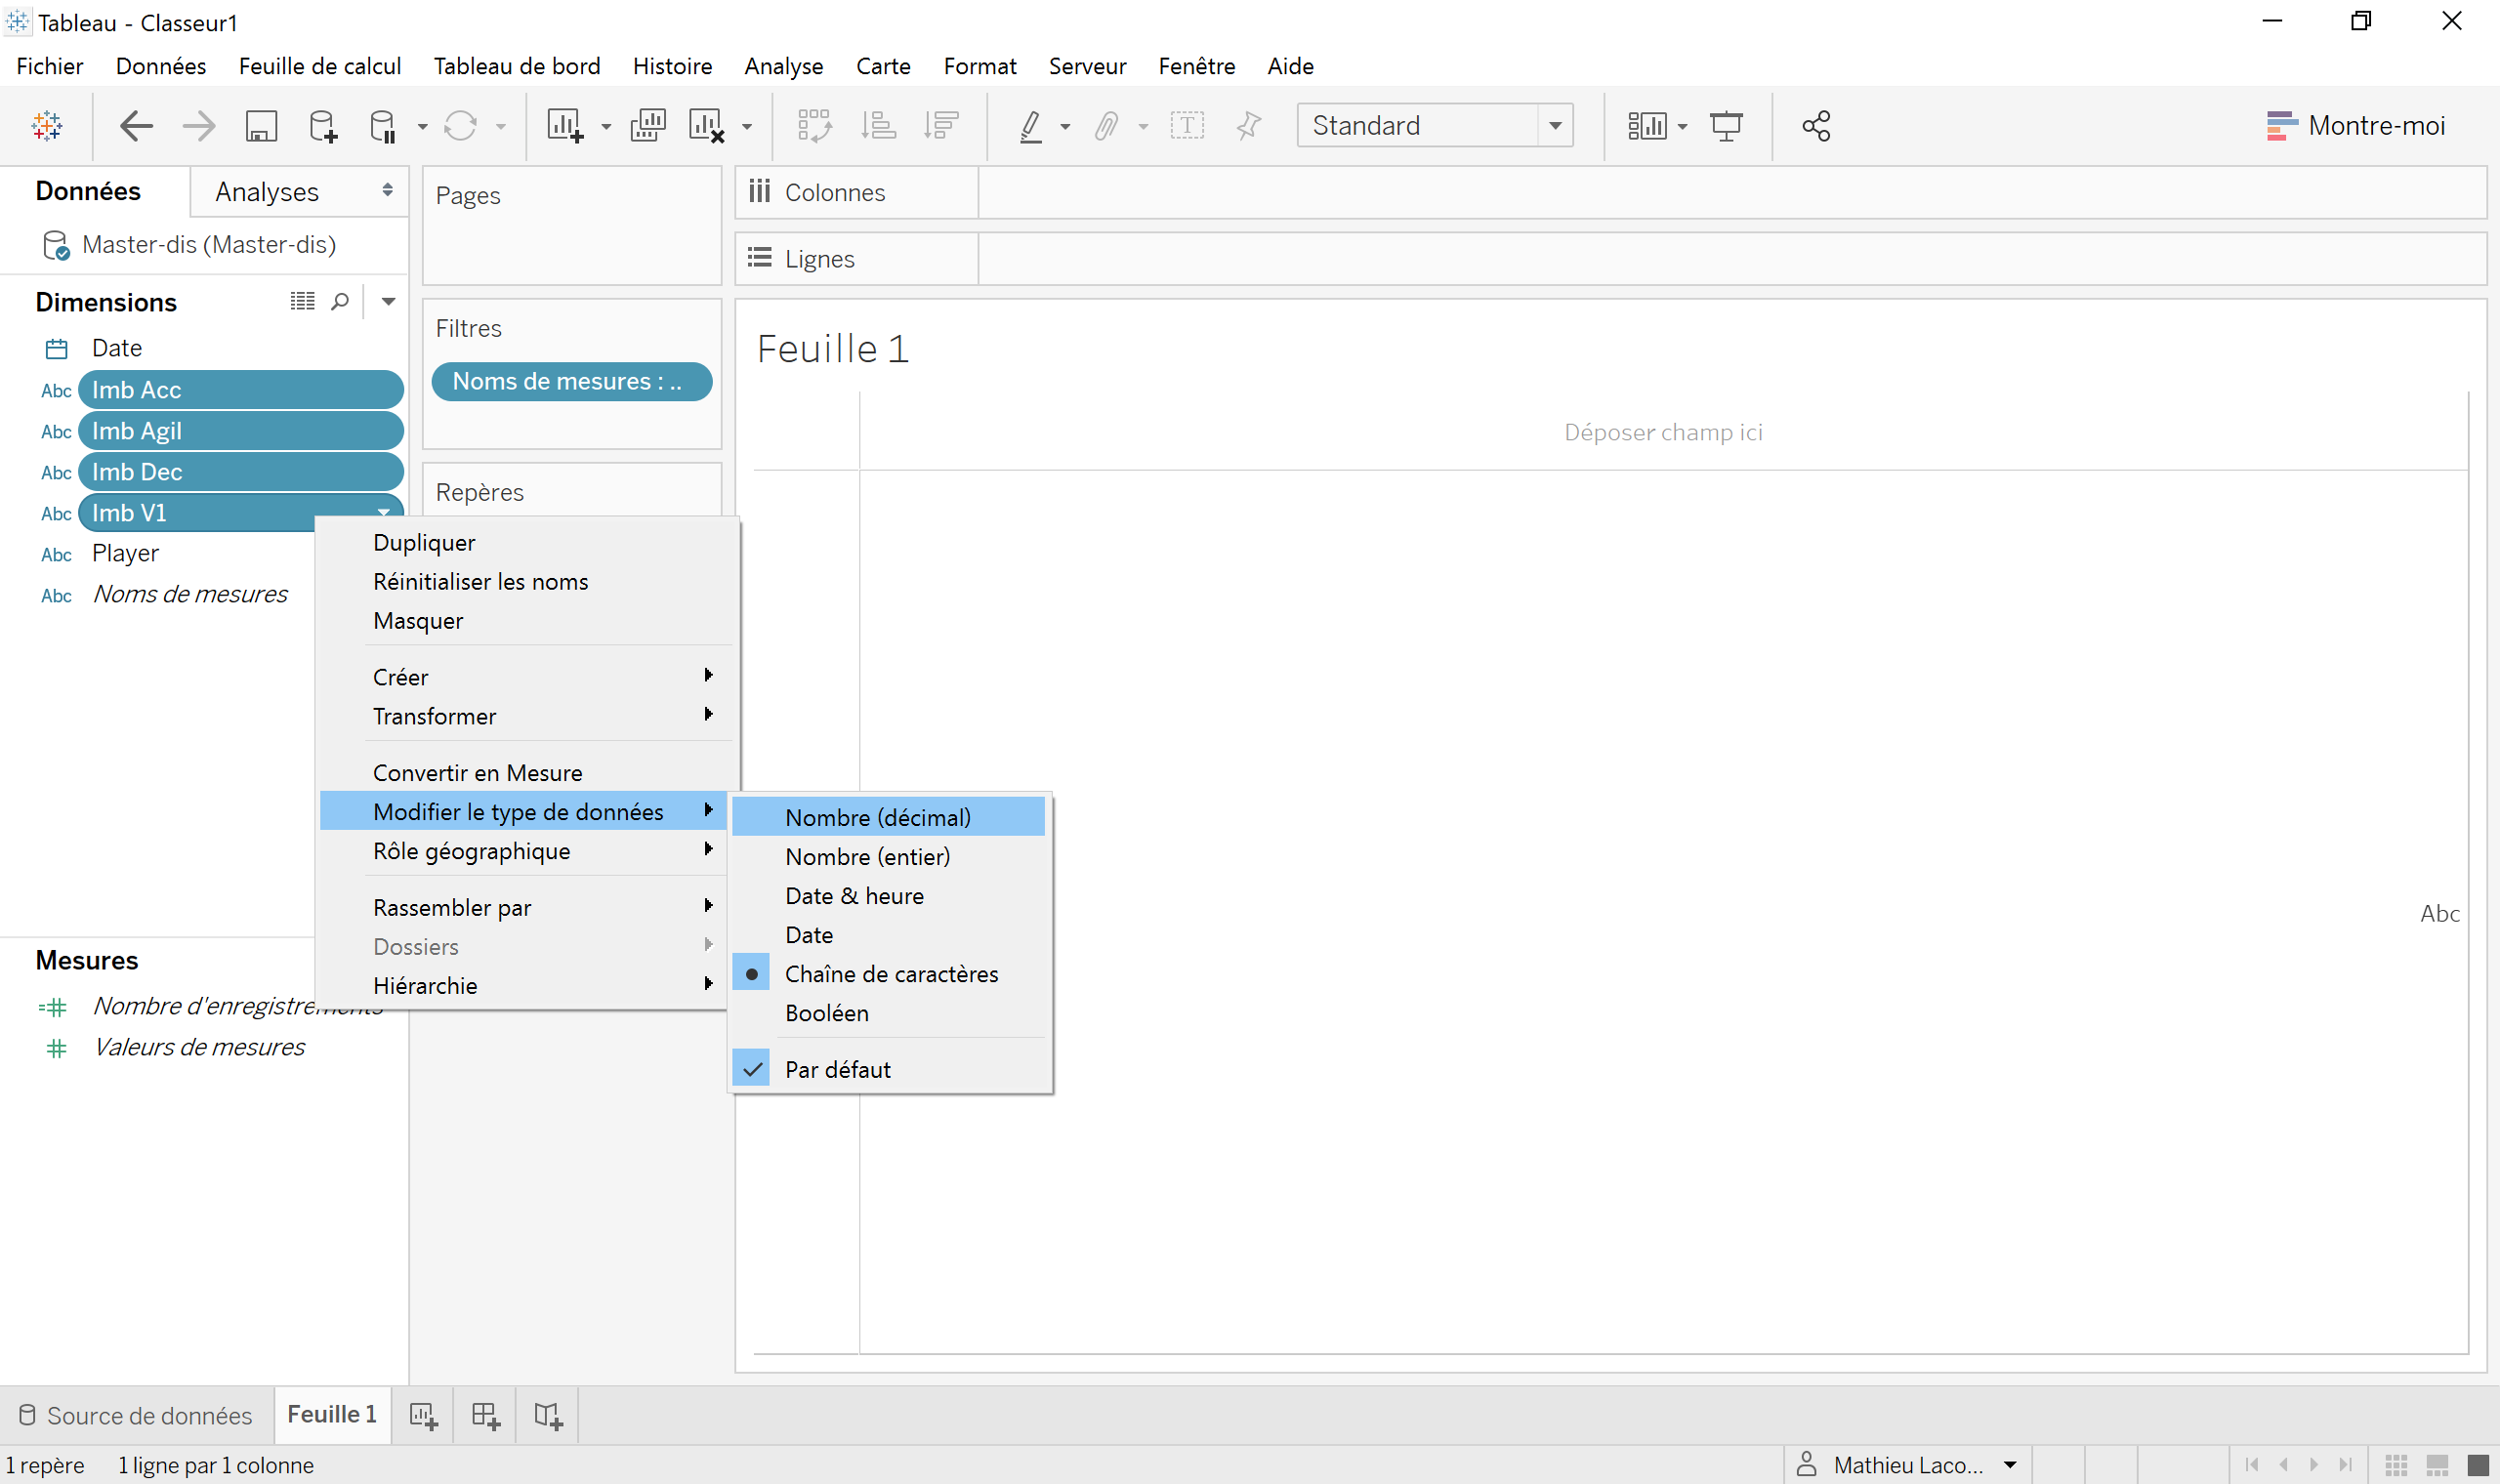 Tableau - Classeur1
Fichier Données Feuille de calcul Tableau de bord Histoire Analyse Carte Format Serveur Fenêtre Aide
Standard
Montre-moi
Données
Analyses
Master-dis (Master-dis)
Dimensions
Date
Abc Imb Acc
Abc Imb Agil
Abc Imb Dec
Abc Imb V1
Abc Player
Abc Noms de mesures
Mesures
Nombre d'enregistrements
Valeurs de mesures
Pages
Filtres
Noms de mesures : ..
Repères
Colonnes
Lignes
Feuille 1
Déposer champ ici
Abc
Dupliquer
Réinitialiser les noms
Masquer
Créer
Transformer
Convertir en Mesure
Modifier le type de données
Rôle géographique
Rassembler par
Dossiers
Hiérarchie
Nombre (décimal)
Nombre (entier)
Date & heure
Date
Chaîne de caractères
Booléen
Par défaut
Source de données
Feuille 1
1 repère 1 ligne par 1 colonne
Mathieu Laco...